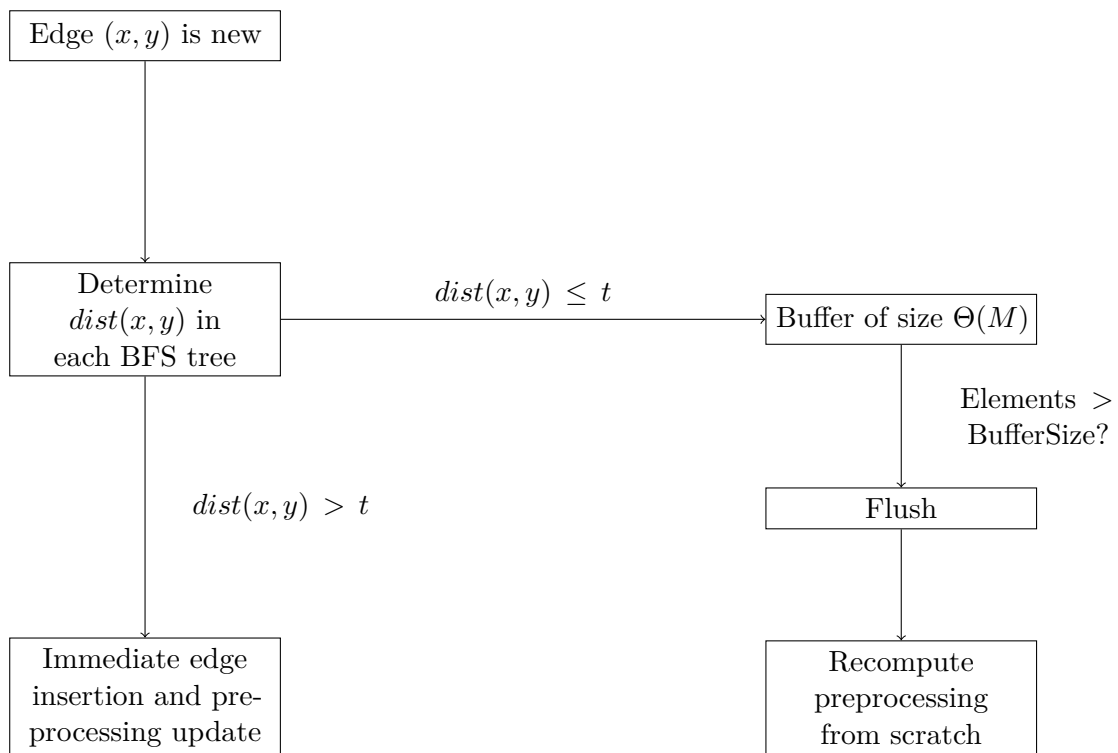 Edge (x, y) is new
Determine
dist(x, y) in
each BFS tree
dist(x, y) ≤ t
Buffer of size Θ(M)
Elements >
BufferSize?
dist(x, y) > t
Flush
Immediate edge
insertion and pre-
processing update
Recompute
preprocessing
from scratch